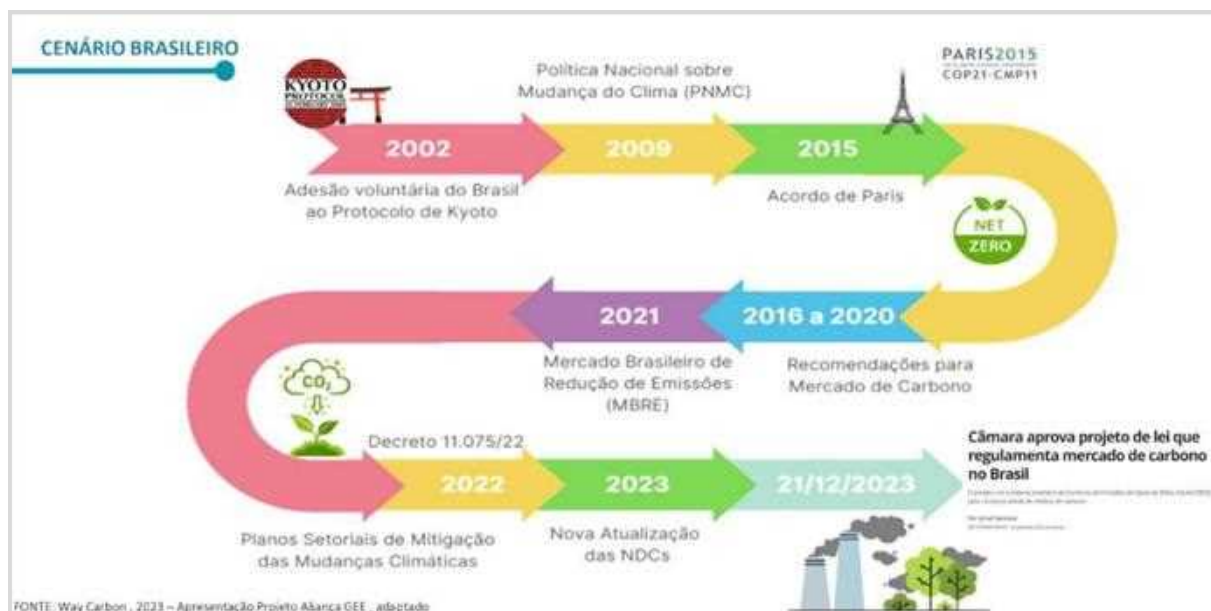 CENÁRIO BRASILEIRO
KYOTO
PROTOCOL
Política Nacional sobre
Mudança do Clima (PNMC)
PARIS2015
COP21·CMP11
2002
2009
2015
Adesão voluntária do Brasil
ao Protocolo de Kyoto
Acordo de Paris
NET
ZERO
2021
2016 a 2020
Mercado Brasileiro de
Redução de Emissões
(MBRE)
Recomendações para
Mercado de Carbono
CO₂
Decreto 11.075/22
Câmara aprova projeto de lei que
regulamenta mercado de carbono
no Brasil
2022
2023
21/12/2023
Planos Setoriais de Mitigação
das Mudanças Climáticas
Nova Atualização
das NDCs
FONTE: Way Carbon , 2023 – Apresentação Projeto Aliança GEE , adaptado